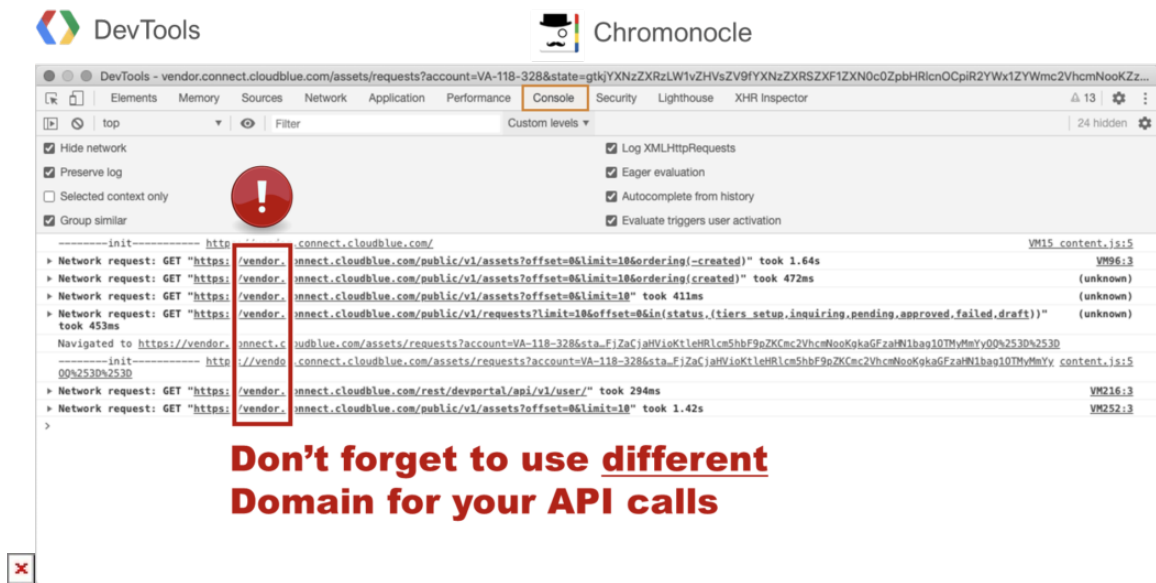 DevTools
Chromonocle
DevTools - vendor.connect.cloudblue.com/assets/requests?account=VA-118-328&state=gtkjYXNzZXRzLW1vZHVsZV9fYXNzZXRSZXF1ZXN0c0ZpbHRlcnOCpiR2YWx1ZYWmc2VhcmNooKZz...
Elements Memory Sources Network Application Performance Console Security Lighthouse XHR Inspector 13
top Filter Custom levels 24 hidden
Hide network Log XMLHttpRequests
Preserve log Eager evaluation
Selected context only Autocomplete from history
Group similar Evaluate triggers user activation
!
--------init----------- http .connect.cloudblue.com/ VM15 content.js:5
Network request: GET "https: /vendor. onnect.cloudblue.com/public/v1/assets?offset=0&limit=10&ordering(-created)" took 1.64s VM96:3
Network request: GET "https: /vendor. onnect.cloudblue.com/public/v1/assets?offset=0&limit=10&ordering(created)" took 472ms (unknown)
Network request: GET "https: /vendor. onnect.cloudblue.com/public/v1/assets?offset=0&limit=10" took 411ms (unknown)
Network request: GET "https: /vendor. onnect.cloudblue.com/public/v1/requests?limit=10&offset=0&in(status,(tiers_setup,inquiring,pending,approved,failed,draft))" (unknown)
took 453ms
Navigated to https://vendor. onnect.c oudblue.com/assets/requests?account=VA-118-328&sta…FjZaCjaHVioKtleHRlcm5hbF9pZKCmc2VhcmNooKgkaGFzaHN1bag1OTMyMmYyOQ%253D%253D
--------init----------- http ://vendo .connect.cloudblue.com/assets/requests?account=VA-118-328&sta…FjZaCjaHVioKtleHRlcm5hbF9pZKCmc2VhcmNooKgkaGFzaHN1bag1OTMyMmYy content.js:5
OQ%253D%253D
Network request: GET "https: /vendor. onnect.cloudblue.com/rest/devportal/api/v1/user/" took 294ms VM216:3
Network request: GET "https: /vendor. onnect.cloudblue.com/public/v1/assets?offset=0&limit=10" took 1.42s VM252:3
Don't forget to use different
Domain for your API calls